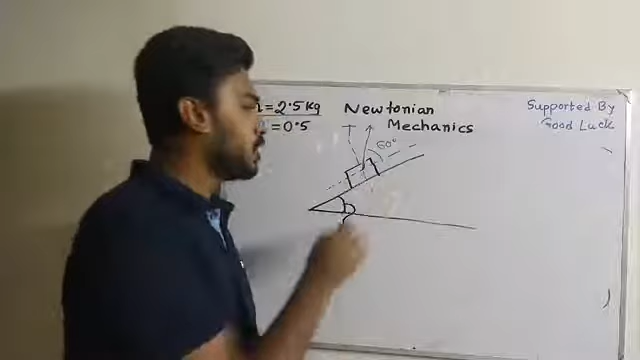 = 2.5 kg
= 0.5
Newtonian
Mechanics
Supported By
Good Luck
T
60°